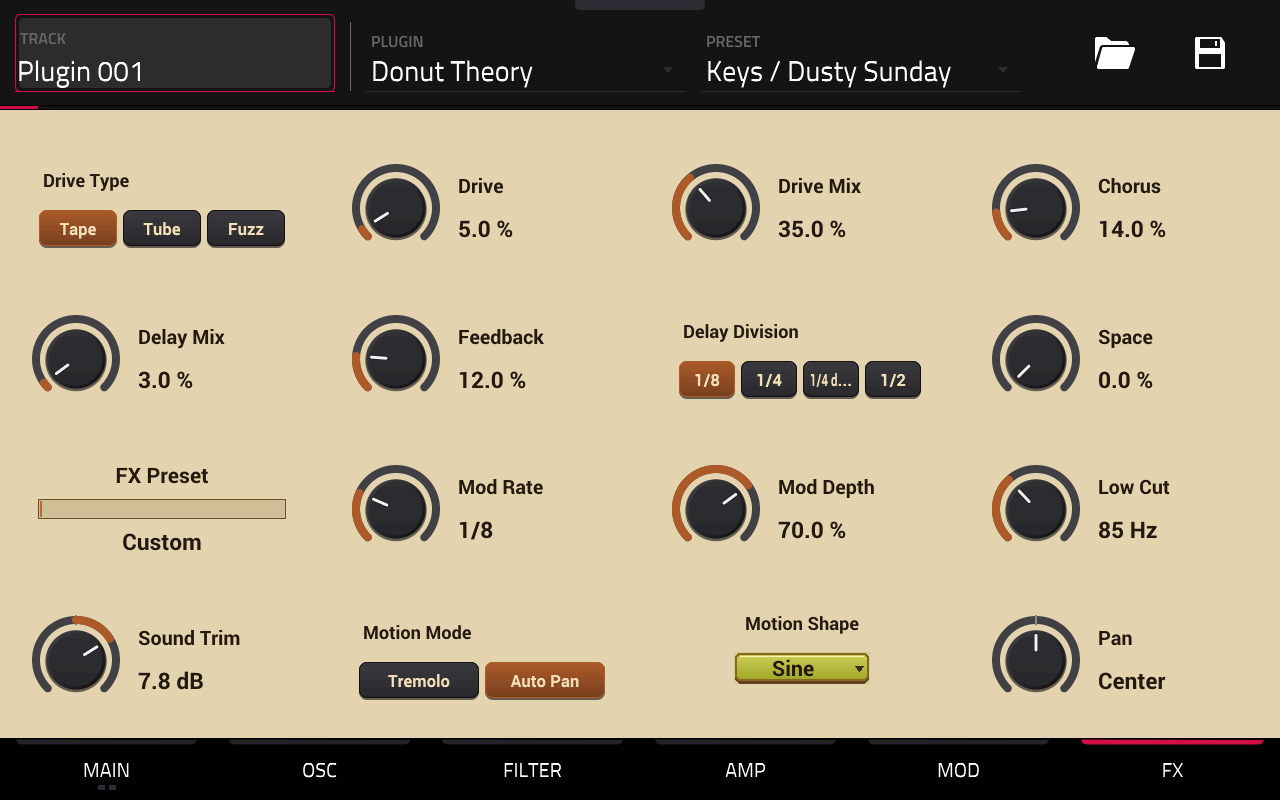 TRACK
Plugin 001
PLUGIN
Donut Theory
PRESET
Keys / Dusty Sunday
Drive Type
Tape
Tube
Fuzz
Drive
5.0 %
Drive Mix
35.0 %
Chorus
14.0 %
Delay Mix
3.0 %
Feedback
12.0 %
Delay Division
1/8
1/4
1/4 d...
1/2
Space
0.0 %
FX Preset
Custom
Mod Rate
1/8
Mod Depth
70.0 %
Low Cut
85 Hz
Sound Trim
7.8 dB
Motion Mode
Tremolo
Auto Pan
Motion Shape
Sine
Pan
Center
MAIN
OSC
FILTER
AMP
MOD
FX